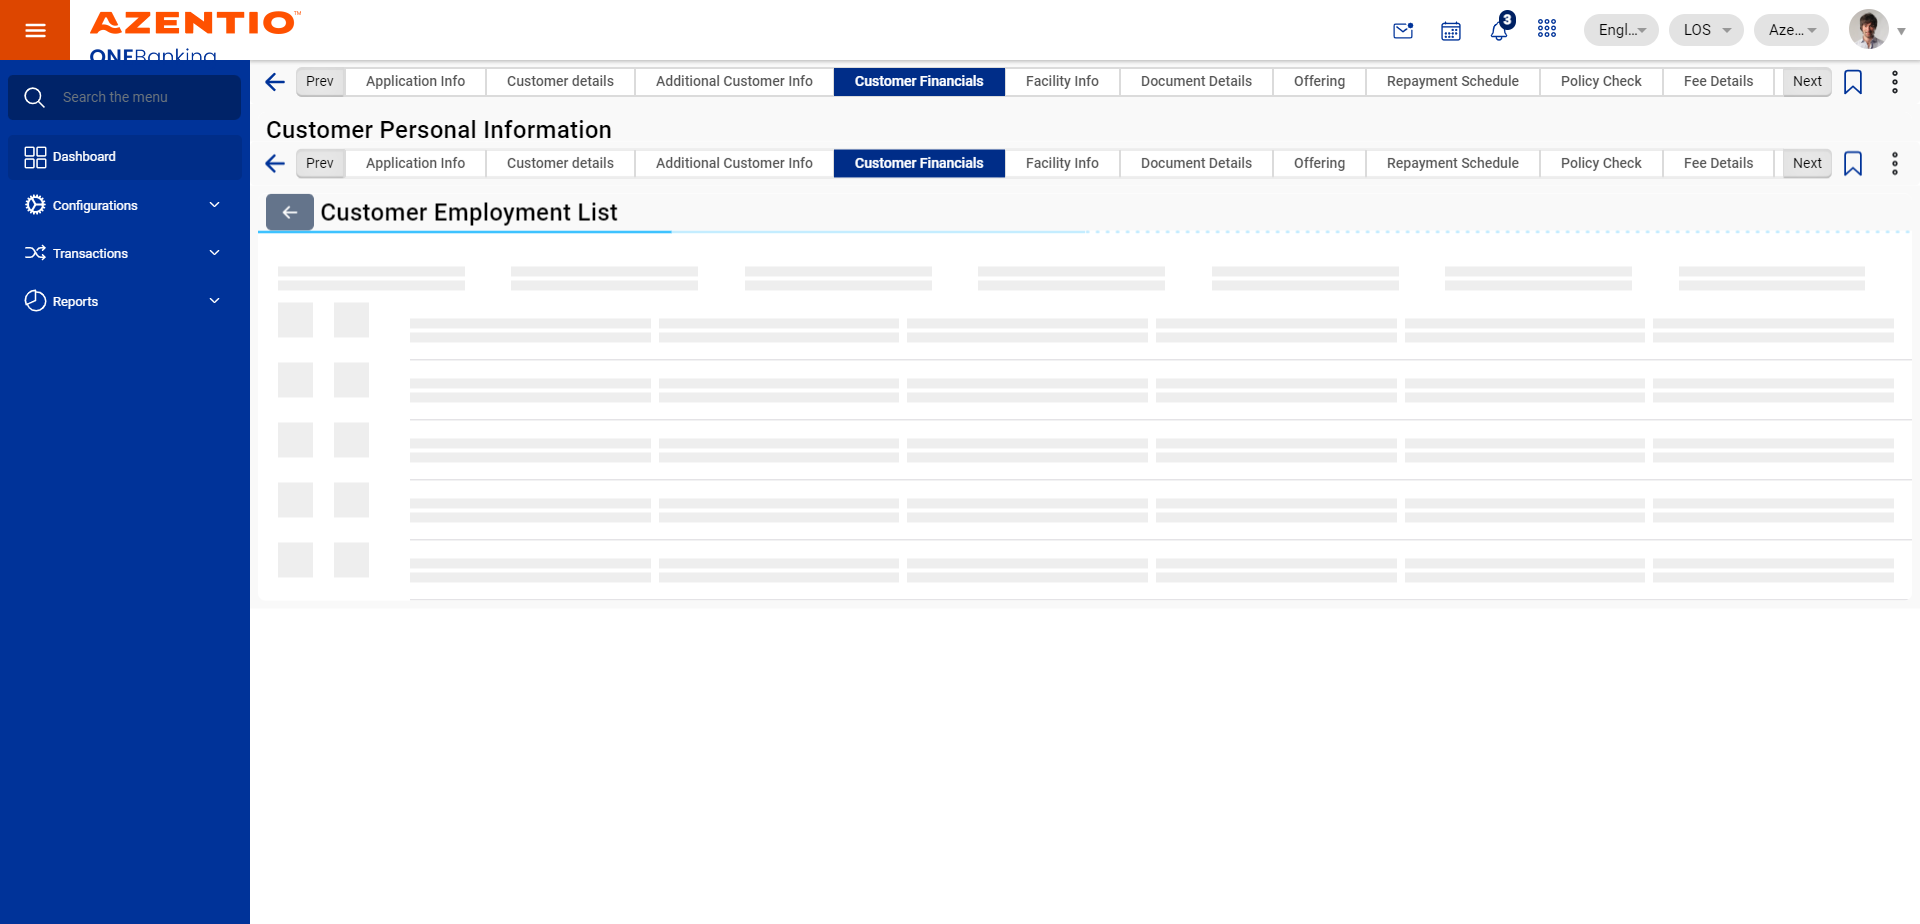 AZENTIO™
ONEBanking
3
Engl...
LOS
Aze...
Search the menu
Dashboard
Configurations
Transactions
Reports
Prev Application Info Customer details Additional Customer Info Customer Financials Facility Info Document Details Offering Repayment Schedule Policy Check Fee Details Next
Customer Personal Information
Prev Application Info Customer details Additional Customer Info Customer Financials Facility Info Document Details Offering Repayment Schedule Policy Check Fee Details Next
Customer Employment List